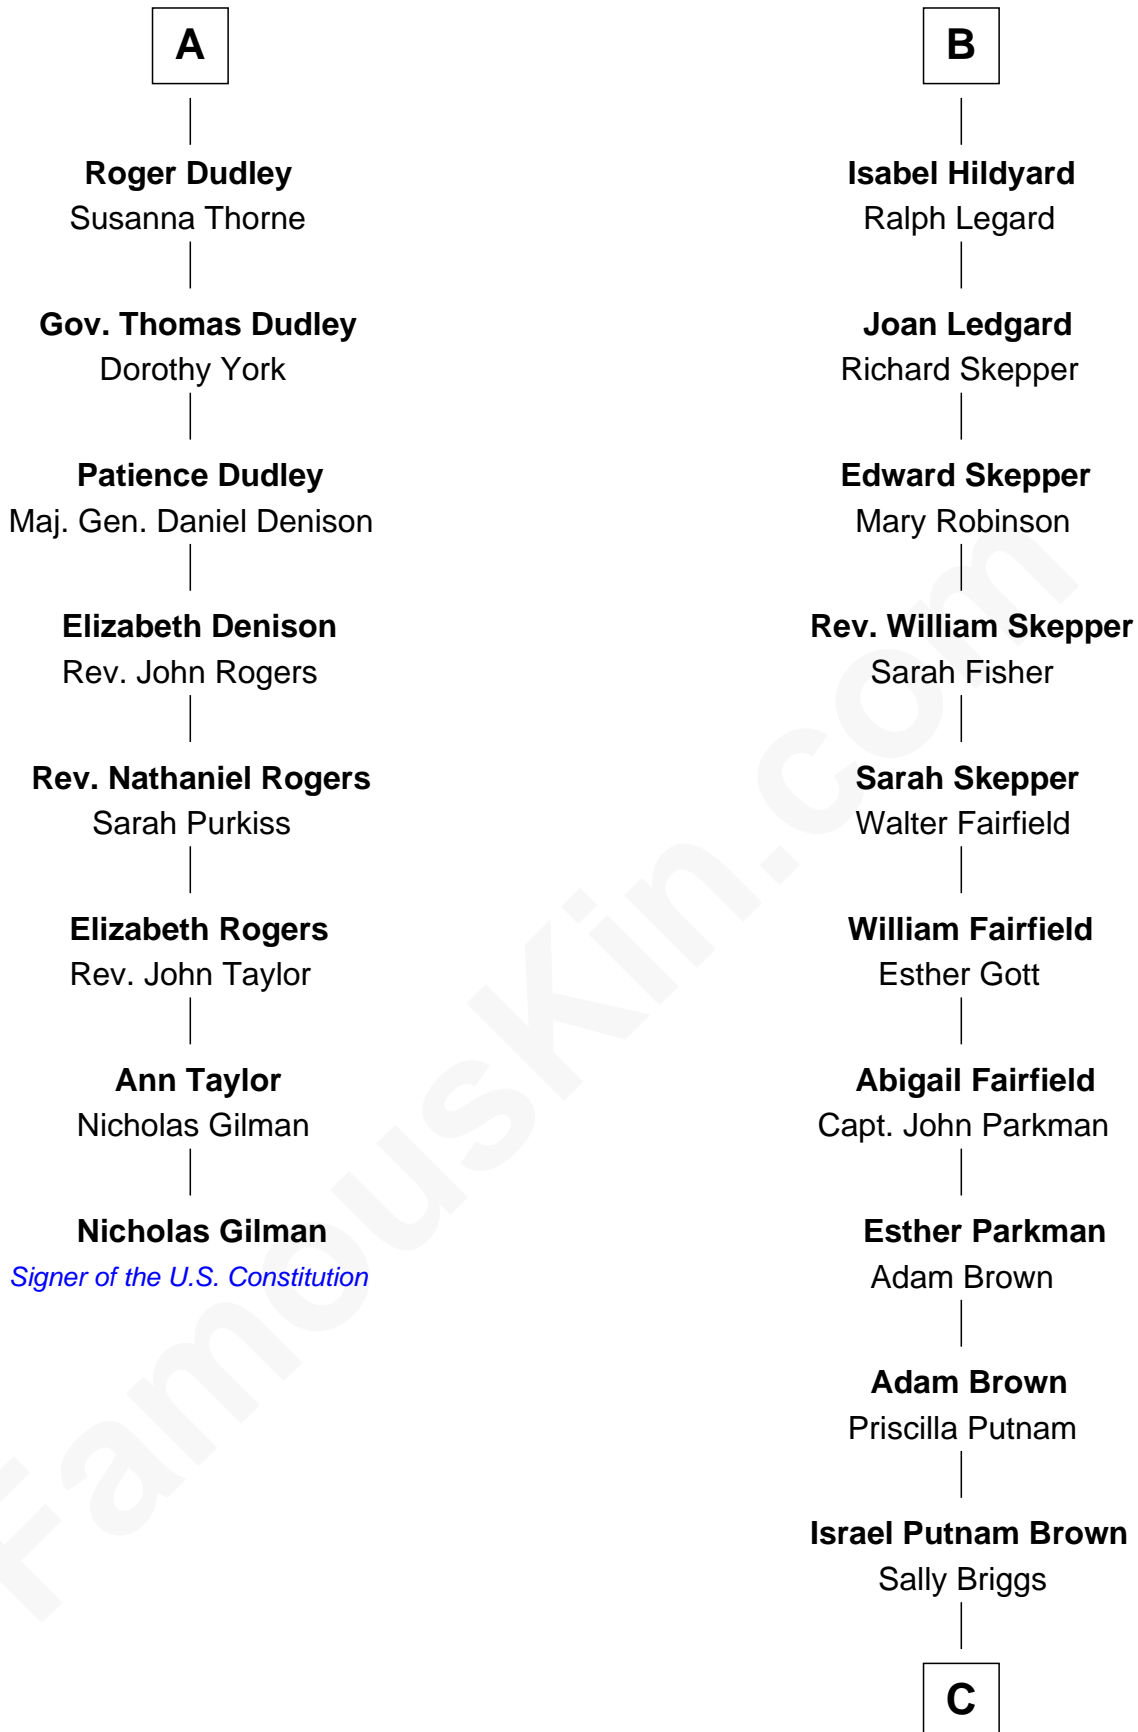 A
Roger Dudley
Susanna Thorne
Gov. Thomas Dudley
Dorothy York
Patience Dudley
Maj. Gen. Daniel Denison
Elizabeth Denison
Rev. John Rogers
Rev. Nathaniel Rogers
Sarah Purkiss
Elizabeth Rogers
Rev. John Taylor
Ann Taylor
Nicholas Gilman
Nicholas Gilman
Signer of the U.S. Constitution
B
Isabel Hildyard
Ralph Legard
Joan Ledgard
Richard Skepper
Edward Skepper
Mary Robinson
Rev. William Skepper
Sarah Fisher
Sarah Skepper
Walter Fairfield
William Fairfield
Esther Gott
Abigail Fairfield
Capt. John Parkman
Esther Parkman
Adam Brown
Adam Brown
Priscilla Putnam
Israel Putnam Brown
Sally Briggs
C
FamousKin.com